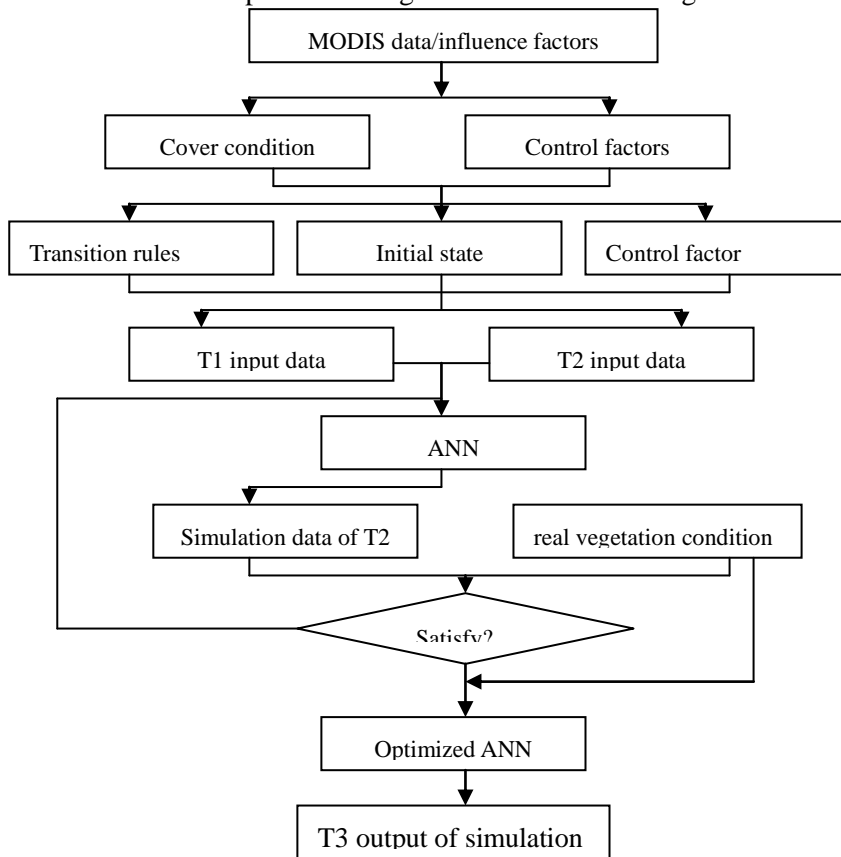 MODIS data/influence factors
Cover condition
Control factors
Transition rules
Initial state
Control factor
T1 input data
T2 input data
ANN
Simulation data of T2
real vegetation condition
Satisfy?
Optimized ANN
T3 output of simulation